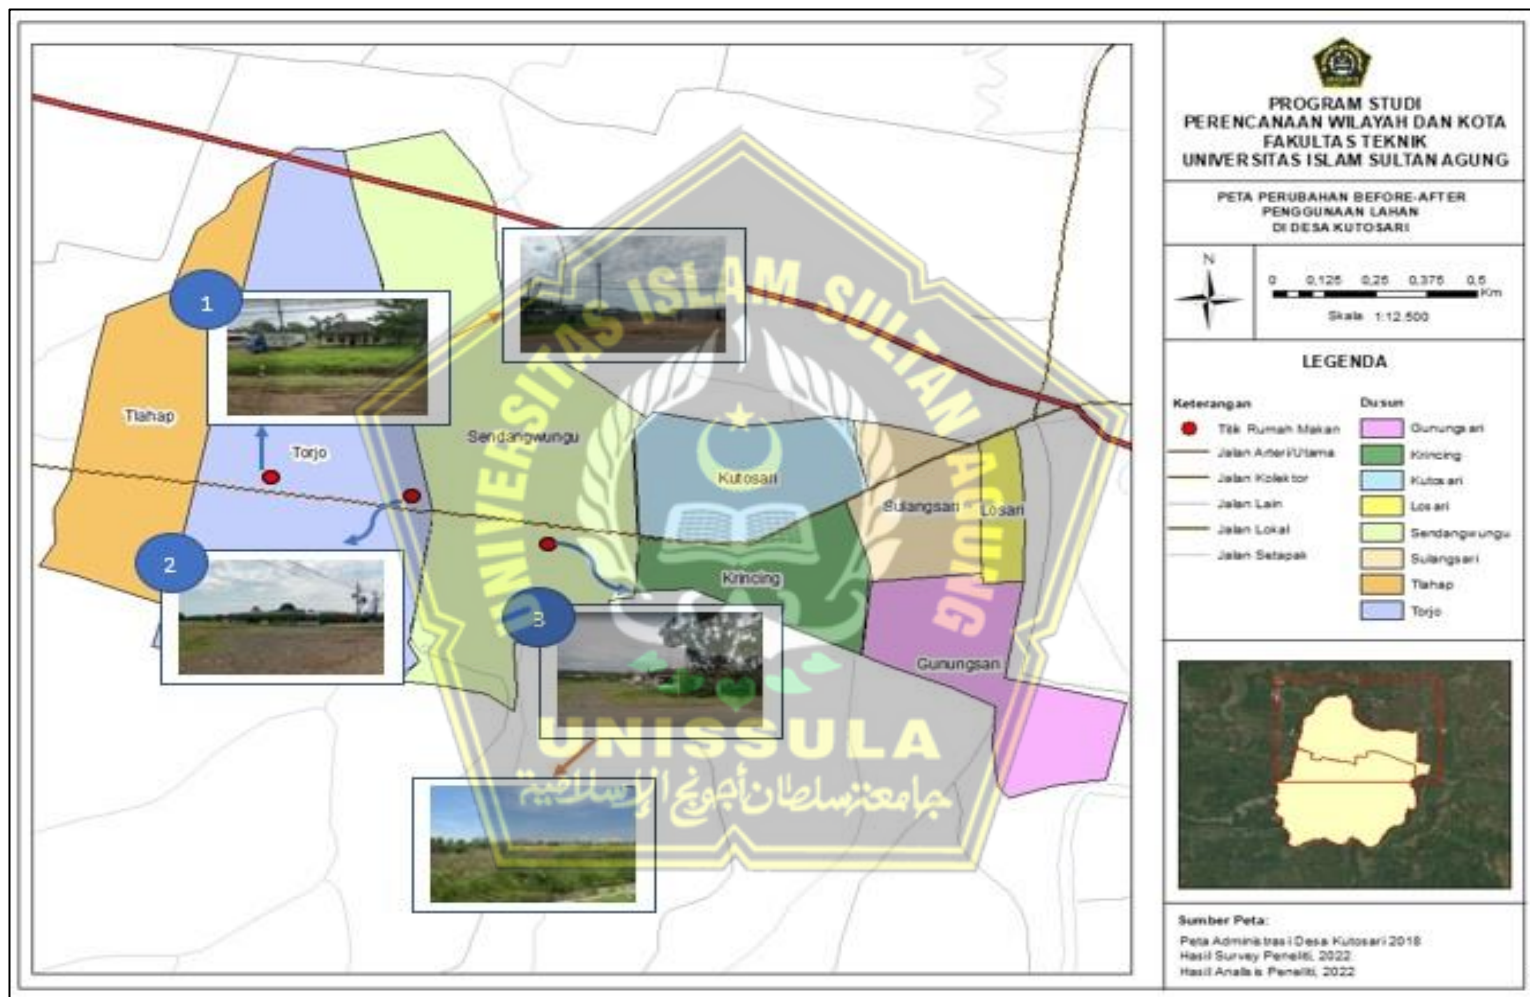 PROGRAM STUDI
PERENCANAAN WILAYAH DAN KOTA
FAKULTAS TEKNIK
UNIVERSITAS ISLAM SULTAN AGUNG
PETA PERUBAHAN BEFORE-AFTER
PENGGUNAAN LAHAN
DI DESA KUTOSARI
N
0 0,125 0,25 0,375 0,5
Km
Skala 1:12.500
LEGENDA
Keterangan
Titik Rumah Makan
Jalan Arteri/Utama
Jalan Kolektor
Jalan Lain
Jalan Lokal
Jalan Setapak
Dusun
Gunungsari
Krincing
Kutosari
Losari
Sendangwungu
Sulangsari
Tlahap
Torjo
Sumber Peta:
Peta Administrasi Desa Kutosari 2018
Hasil Survey Peneliti, 2022
Hasil Analisis Peneliti, 2022
1
2
3
Tlahap
Torjo
Sendangwungu
Kutosari
Krincing
Sulangsari
Losari
Gunungsari
UNIVERSITAS ISLAM SULTAN AGUNG
UNISSULA
جامعة سلطان أجونج الإسلامية